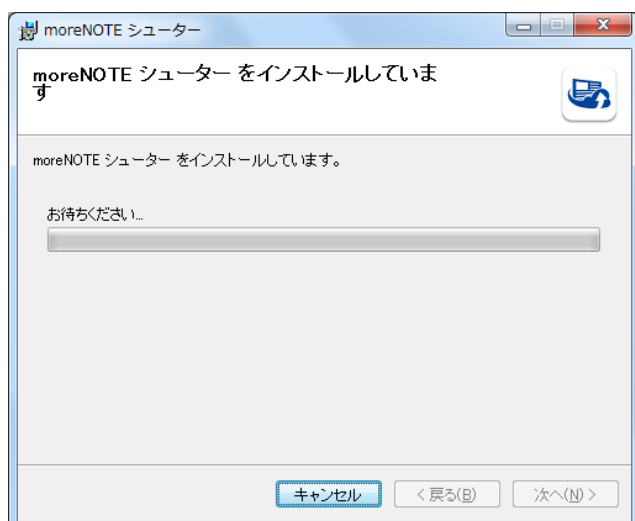 moreNOTE シューター
moreNOTE シューター をインストールしていま
す
moreNOTE シューター をインストールしています。
お待ちください...
キャンセル
< 戻る(B)
次へ(N) >